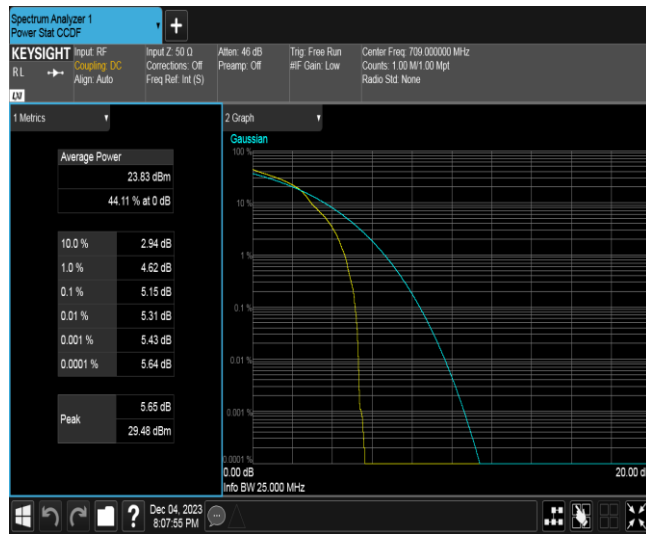 Spectrum Analyzer 1
Power Stat CCDF
+
KEYSIGHT
RL
LXI
Input: RF
Coupling: DC
Align: Auto
Input Z: 50 Ω
Corrections: Off
Freq Ref: Int (S)
Atten: 46 dB
Preamp: Off
Trig: Free Run
#IF Gain: Low
Center Freq: 709.000000 MHz
Counts: 1.00 M/1.00 Mpt
Radio Std: None
1 Metrics
Average Power
23.83 dBm
44.11 % at 0 dB
10.0 % 2.94 dB
1.0 % 4.62 dB
0.1 % 5.15 dB
0.01 % 5.31 dB
0.001 % 5.43 dB
0.0001 % 5.64 dB
Peak
5.65 dB
29.48 dBm
2 Graph
Gaussian
100 %
10 %
1 %
0.1 %
0.01 %
0.001 %
0.0001 %
0.00 dB
20.00 d
Info BW 25.000 MHz
?
Dec 04, 2023
8:07:55 PM